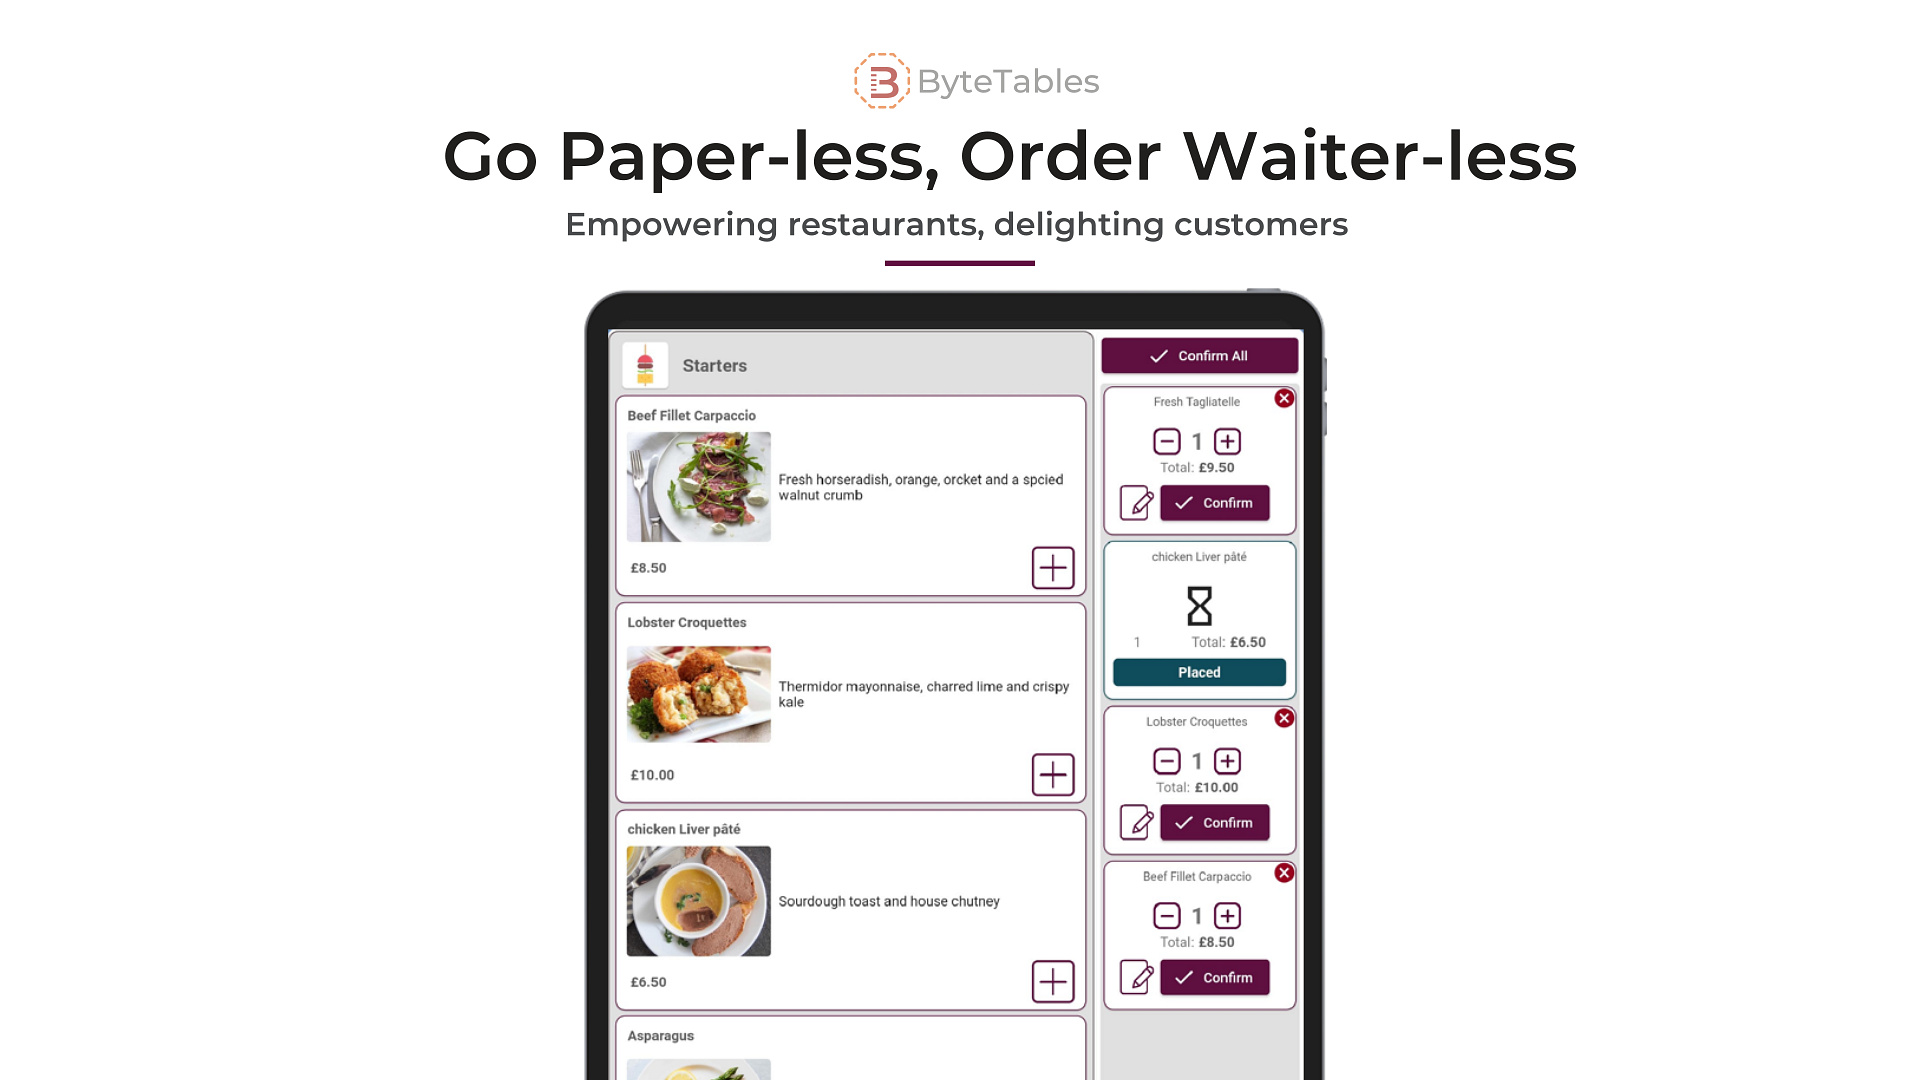 ByteTables
Go Paper-less, Order Waiter-less
Empowering restaurants, delighting customers
Starters
Beef Fillet Carpaccio
Fresh horseradish, orange, orcket and a spcied
walnut crumb
£8.50
Lobster Croquettes
Thermidor mayonnaise, charred lime and crispy
kale
£10.00
chicken Liver pâté
Sourdough toast and house chutney
£6.50
Asparagus
Confirm All
Fresh Tagliatelle
1
Total: £9.50
Confirm
chicken Liver pâté
1 Total: £6.50
Placed
Lobster Croquettes
1
Total: £10.00
Confirm
Beef Fillet Carpaccio
1
Total: £8.50
Confirm